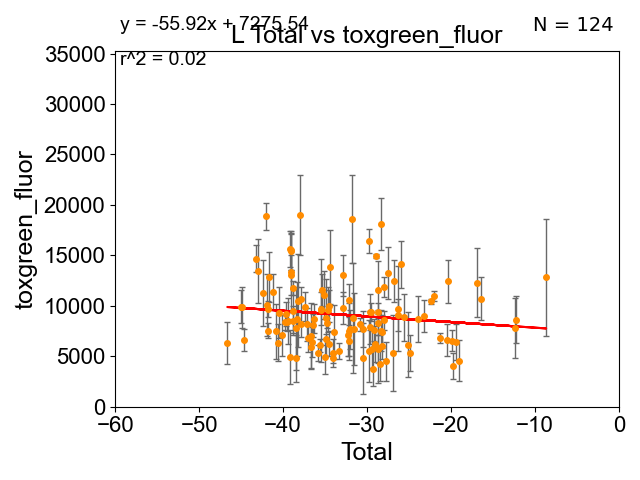 y = -55.92x + 7275.54
N = 124
L Total vs toxgreen_fluor
r^2 = 0.02
35000
30000
25000
20000
15000
10000
5000
0
toxgreen_fluor
−60
−50
−40
−30
−20
−10
0
Total